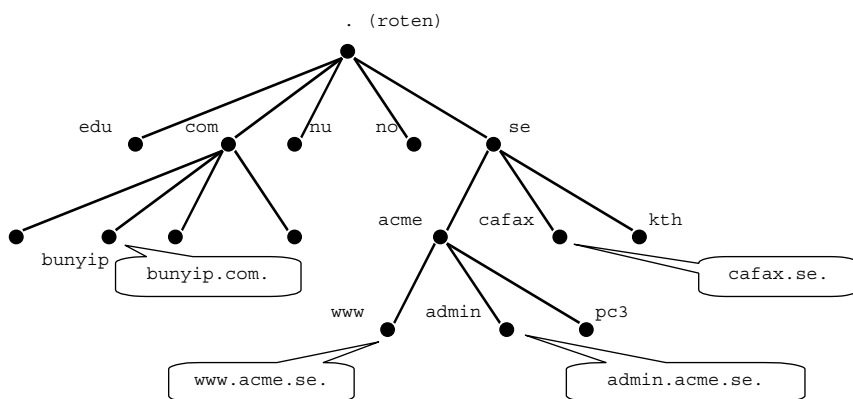 . (roten)
edu
com
nu
no
se
acme
cafax
kth
bunyip
bunyip.com.
cafax.se.
www
admin
pc3
www.acme.se.
admin.acme.se.